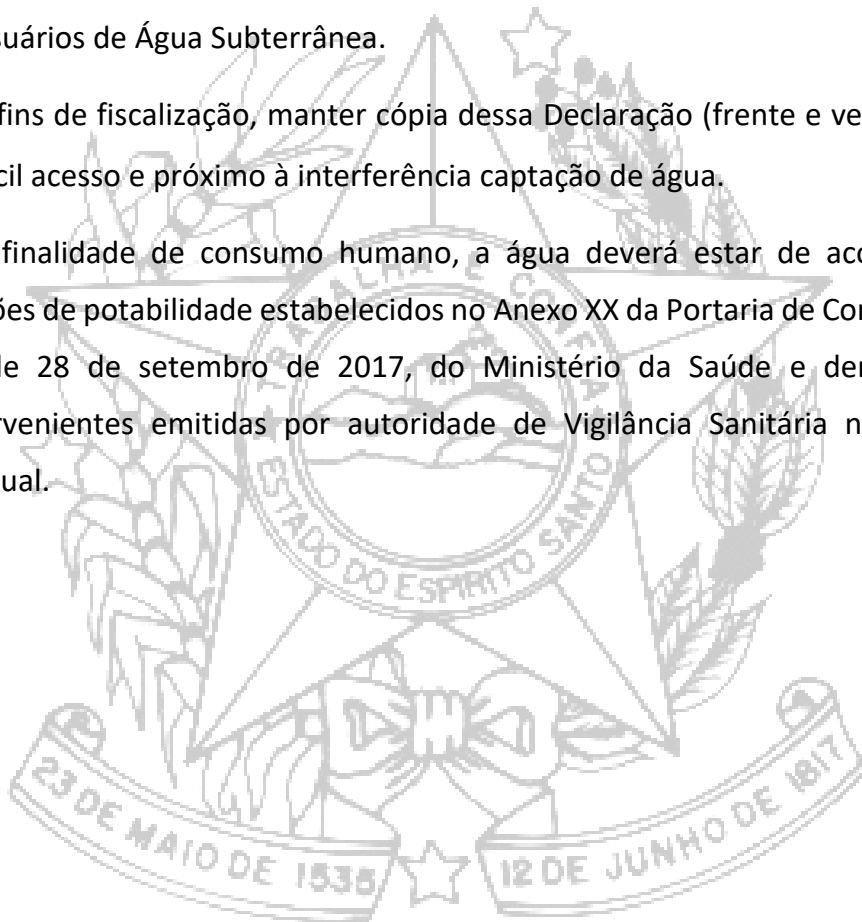 suários de Água Subterrânea.
fins de fiscalização, manter cópia dessa Declaração (frente e ve
cil acesso e próximo à interferência captação de água.
finalidade de consumo humano, a água deverá estar de aco
ões de potabilidade estabelecidos no Anexo XX da Portaria de Con
de 28 de setembro de 2017, do Ministério da Saúde e de
rvenientes emitidas por autoridade de Vigilância Sanitária n
ual.
TRABALHA E CONFIA
ESTADO DO ESPIRITO SANTO
23 DE MAIO DE 1535
12 DE JUNHO DE 1817